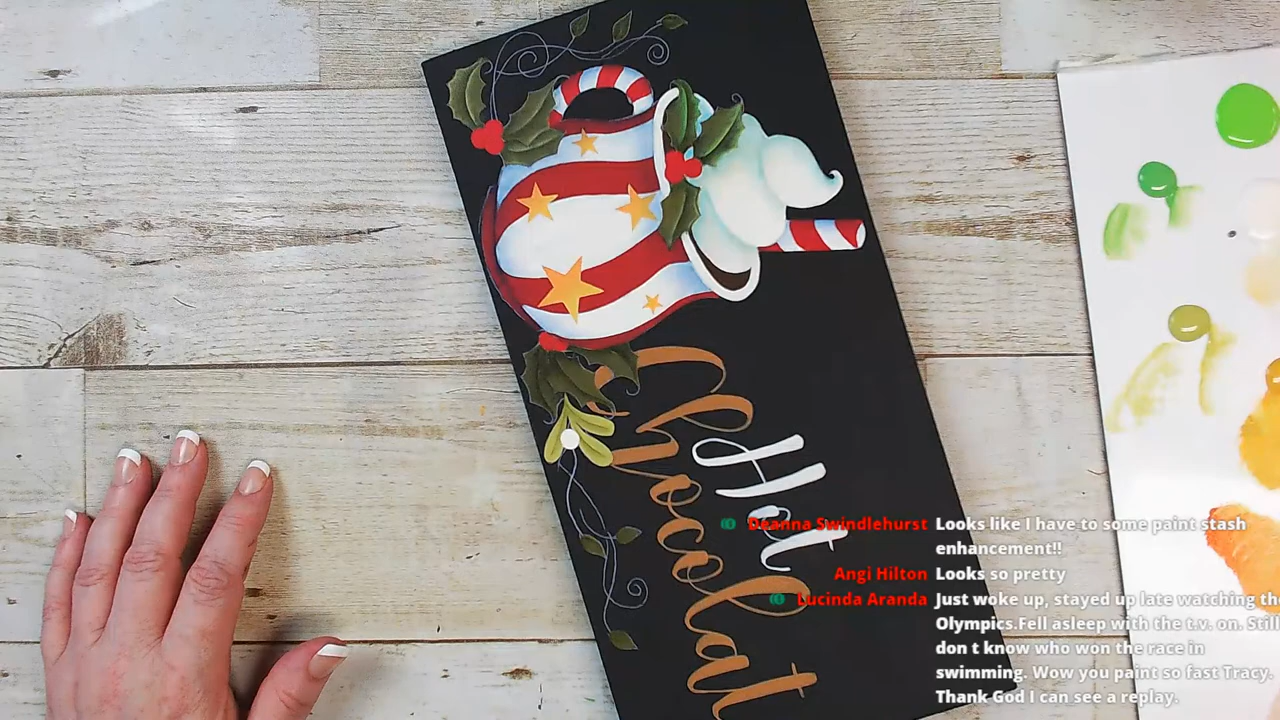 Hot
Chocolat
Deanna Swindlehurst Looks like I have to some paint stash
enhancement!!
Angi Hilton Looks so pretty
Lucinda Aranda Just woke up, stayed up late watching the
Olympics.Fell asleep with the t.v. on. Still
don t know who won the race in
swimming. Wow you paint so fast Tracy.
Thank God I can see a replay.